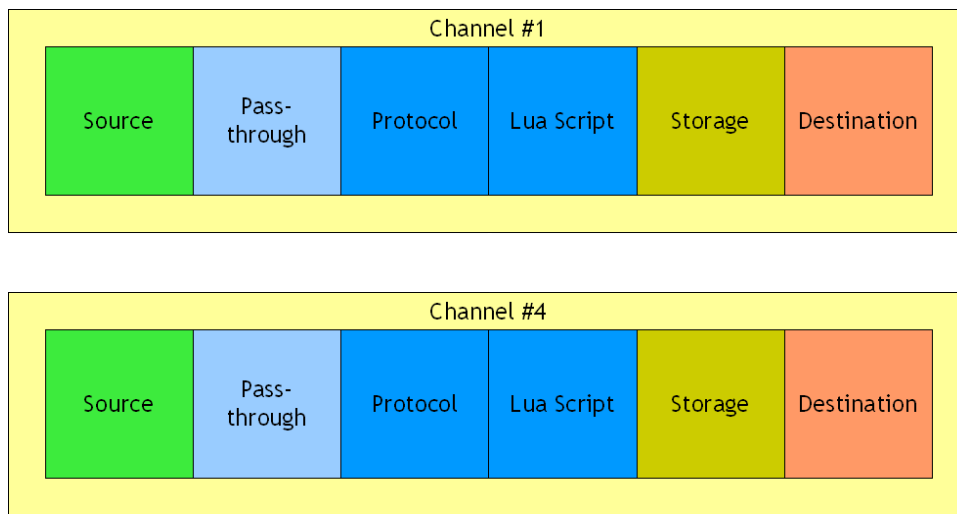 Channel #1
Source
Pass-
through
Protocol
Lua Script
Storage
Destination
Channel #4
Source
Pass-
through
Protocol
Lua Script
Storage
Destination